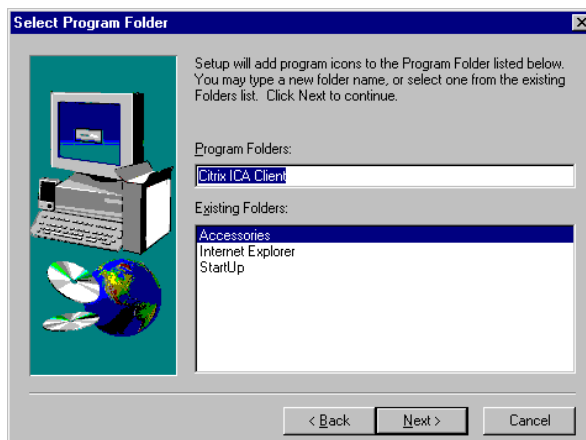 Select Program Folder
Setup will add program icons to the Program Folder listed below.
You may type a new folder name, or select one from the existing
Folders list. Click Next to continue.
Program Folders:
Citrix ICA Client
Existing Folders:
Accessories
Internet Explorer
StartUp
< Back
Next >
Cancel